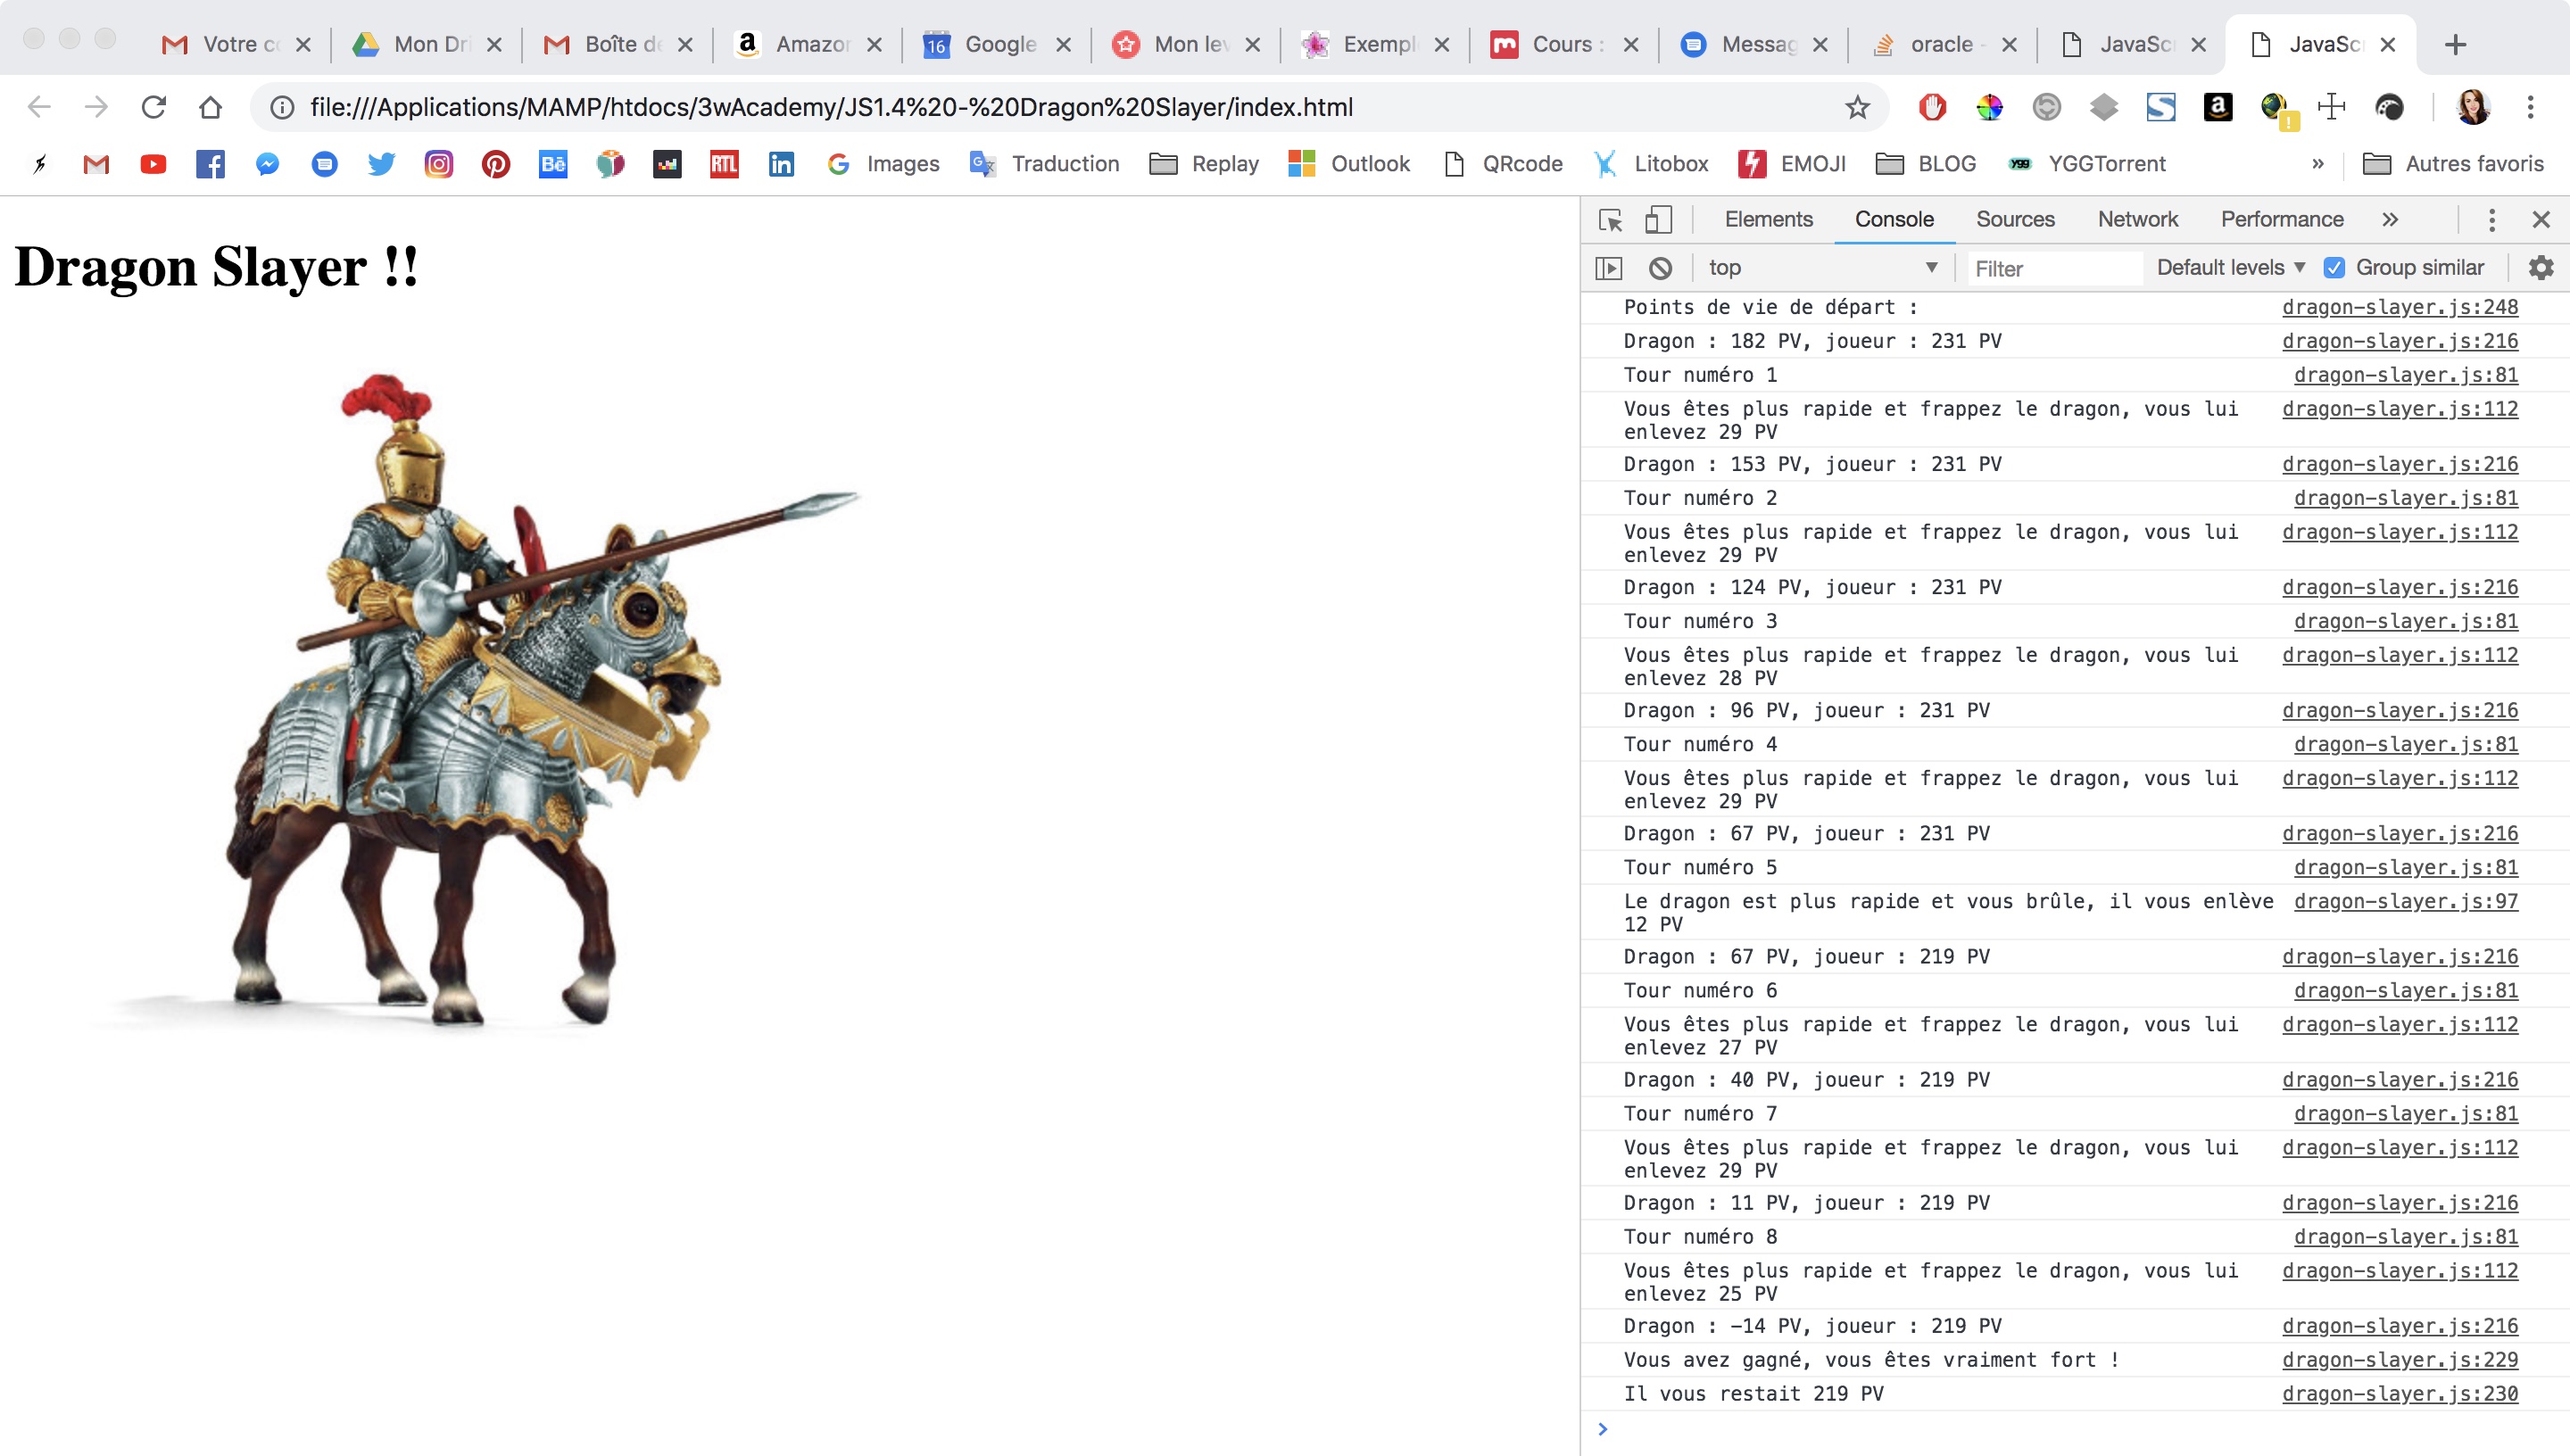 Votre c
Mon Dri
Boîte de
Amazon
16
Google
Mon lev
Exempl
Cours :
Messag
oracle -
JavaSc
JavaSc
file:///Applications/MAMP/htdocs/3wAcademy/JS1.4%20-%20Dragon%20Slayer/index.html
Images
Traduction
Replay
Outlook
QRcode
Litobox
EMOJI
BLOG
YGGTorrent
»
Autres favoris
Dragon Slayer !!
Elements Console Sources Network Performance »
top Filter Default levels Group similar
Points de vie de départ : dragon-slayer.js:248
Dragon : 182 PV, joueur : 231 PV dragon-slayer.js:216
Tour numéro 1 dragon-slayer.js:81
Vous êtes plus rapide et frappez le dragon, vous lui dragon-slayer.js:112
enlevez 29 PV
Dragon : 153 PV, joueur : 231 PV dragon-slayer.js:216
Tour numéro 2 dragon-slayer.js:81
Vous êtes plus rapide et frappez le dragon, vous lui dragon-slayer.js:112
enlevez 29 PV
Dragon : 124 PV, joueur : 231 PV dragon-slayer.js:216
Tour numéro 3 dragon-slayer.js:81
Vous êtes plus rapide et frappez le dragon, vous lui dragon-slayer.js:112
enlevez 28 PV
Dragon : 96 PV, joueur : 231 PV dragon-slayer.js:216
Tour numéro 4 dragon-slayer.js:81
Vous êtes plus rapide et frappez le dragon, vous lui dragon-slayer.js:112
enlevez 29 PV
Dragon : 67 PV, joueur : 231 PV dragon-slayer.js:216
Tour numéro 5 dragon-slayer.js:81
Le dragon est plus rapide et vous brûle, il vous enlève dragon-slayer.js:97
12 PV
Dragon : 67 PV, joueur : 219 PV dragon-slayer.js:216
Tour numéro 6 dragon-slayer.js:81
Vous êtes plus rapide et frappez le dragon, vous lui dragon-slayer.js:112
enlevez 27 PV
Dragon : 40 PV, joueur : 219 PV dragon-slayer.js:216
Tour numéro 7 dragon-slayer.js:81
Vous êtes plus rapide et frappez le dragon, vous lui dragon-slayer.js:112
enlevez 29 PV
Dragon : 11 PV, joueur : 219 PV dragon-slayer.js:216
Tour numéro 8 dragon-slayer.js:81
Vous êtes plus rapide et frappez le dragon, vous lui dragon-slayer.js:112
enlevez 25 PV
Dragon : -14 PV, joueur : 219 PV dragon-slayer.js:216
Vous avez gagné, vous êtes vraiment fort ! dragon-slayer.js:229
Il vous restait 219 PV dragon-slayer.js:230